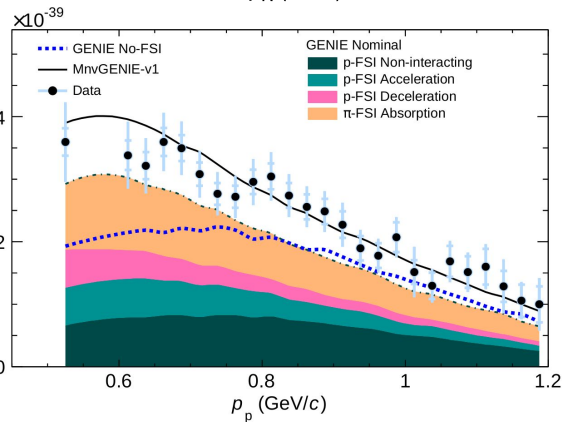 ×10-39
GENIE No-FSI
MnvGENIE-v1
Data
GENIE Nominal
p-FSI Non-interacting
p-FSI Acceleration
p-FSI Deceleration
π-FSI Absorption
4
2
0
0.6 0.8 1 1.2
pp (GeV/c)